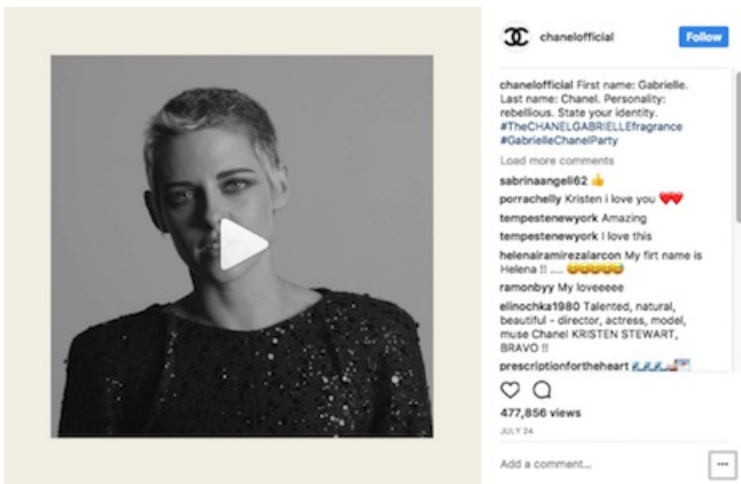 chanelofficial
Follow
chanelofficial First name: Gabrielle.
Last name: Chanel. Personality:
rebellious. State your identity.
#TheCHANELGABRIELLEfragrance
#GabrielleChanelParty
Load more comments
sabrinaangeli62 👍
porrachelly Kristen i love you ❤️❤️
tempestenewyork Amazing
tempestenewyork I love this
helenairamirezalarcon My firt name is
Helena !! .... 😅😅😅😅😅
ramonbyy My loveeeee
elinochka1980 Talented, natural,
beautiful - director, actress, model,
muse Chanel KRISTEN STEWART,
BRAVO !!
prescriptionfortheheart
477,856 views
JULY 24
Add a comment...